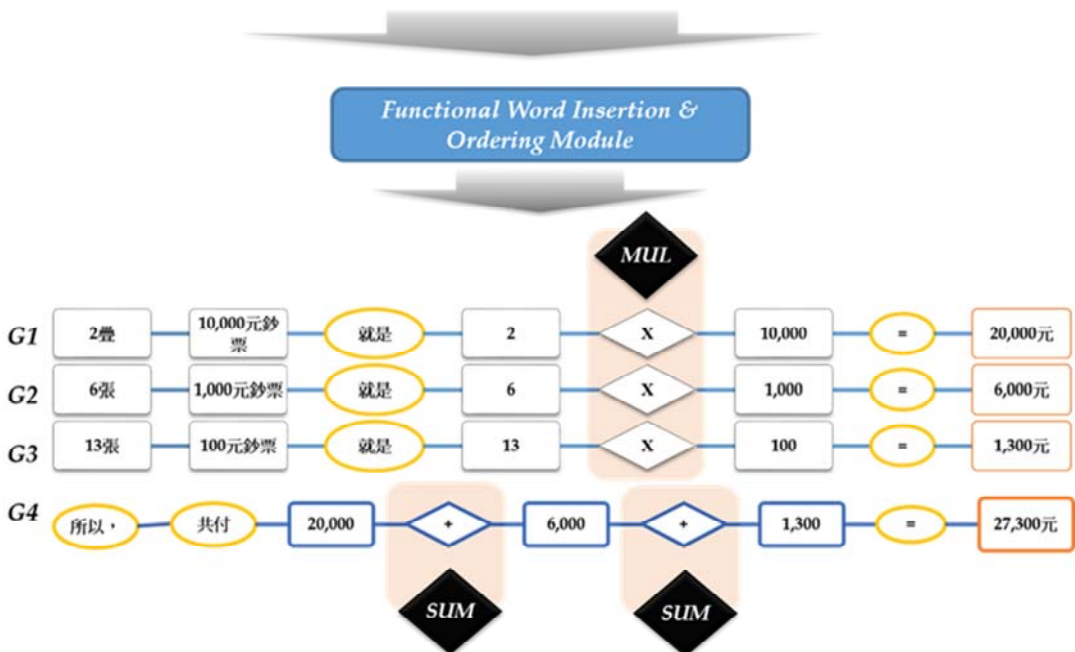 Functional Word Insertion &
Ordering Module
MUL
G1 2疊 10,000元鈔票 就是 2 X 10,000 = 20,000元
G2 6張 1,000元鈔票 就是 6 X 1,000 = 6,000元
G3 13張 100元鈔票 就是 13 X 100 = 1,300元
G4 所以， 共付 20,000 + 6,000 + 1,300 = 27,300元
SUM SUM